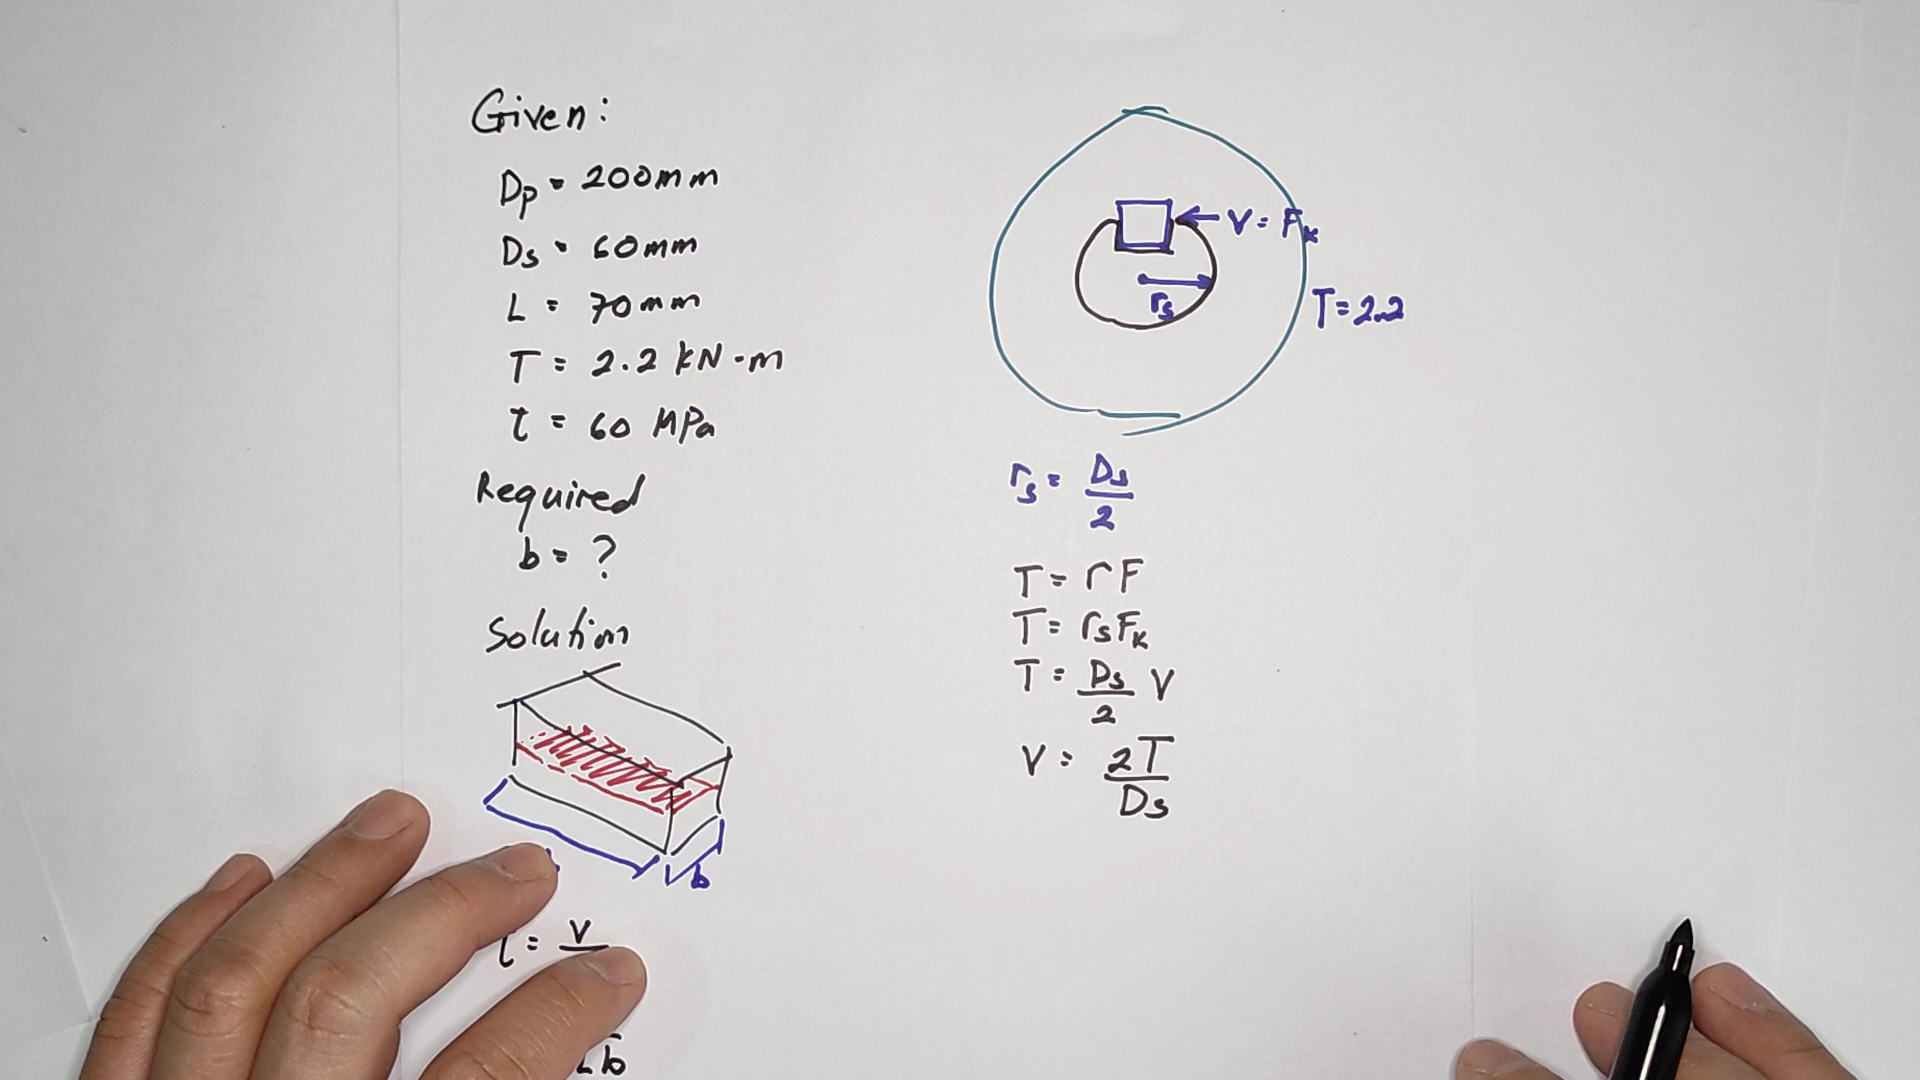 Given:
Dp = 200mm
Ds = 60mm
L = 70mm
T = 2.2 kN-m
τ = 60 MPa
Required
b = ?
Solution
b
τ = V
Lb
V = Fk
rs
T = 2.2
rs = Ds
2
T = rF
T = rsFk
T = Ds V
2
V = 2T
Ds